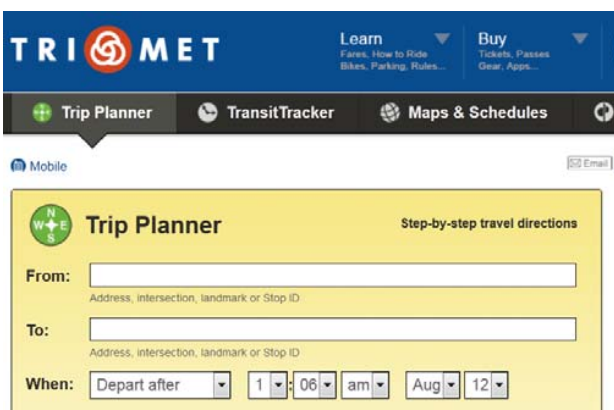 TRI MET
Learn
Fares, How to Ride
Bikes, Parking, Rules...
Buy
Tickets, Passes
Gear, Apps...
Trip Planner
TransitTracker
Maps & Schedules
Mobile
Email
N
W E
S
Trip Planner
Step-by-step travel directions
From:
Address, intersection, landmark or Stop ID
To:
Address, intersection, landmark or Stop ID
When: Depart after 1 : 06 am Aug 12